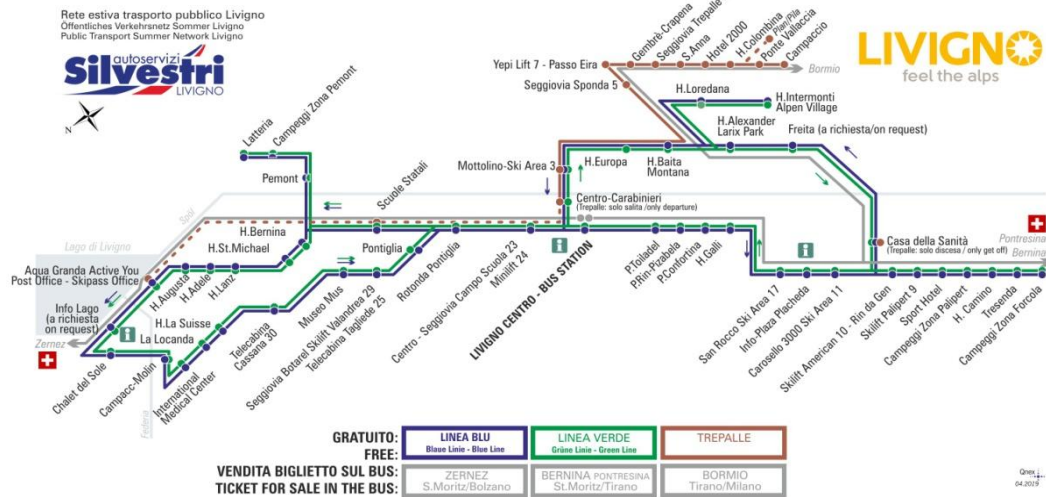 Rete estiva trasporto pubblico Livigno
Öffentliches Verkehrsnetz Sommer Livigno
Public Transport Summer Network Livigno
autoservizi
Silvestri
LIVIGNO
N
LIVIGNO
feel the alps
Yepi Lift 7 - Passo Eira
Gembrè-Crapena
Seggiovia Trepalle
S.Anna
Hotel 2000
H.Colombina
Plan/Pila
Ponte Vallaccia
Campaccio
Bormio
Seggiovia Sponda 5
H.Loredana
H.Intermonti
Alpen Village
H.Alexander
Larix Park
Freita (a richiesta/on request)
Latteria
Campeggi Zona Pemont
Pemont
Mottolino-Ski Area 3
H.Europa
H.Baita
Montana
Scuole Statali
Centro-Carabinieri
(Trepalle: solo salita /only departure)
Spöl
Lago di Livigno
H.Bernina
H.St.Michael
Pontiglia
Casa della Sanità
(Trepalle: solo discesa / only get off)
Pontresina
Bernina
Aqua Granda Active You
Post Office - Skipass Office
H.Augusta
H.Adele
H.Lanz
Info Lago
(a richiesta
on request)
Zernez
H.La Suisse
La Locanda
Chalet del Sole
Campacc-Molin
Federia
International
Medical Center
Telecabina
Cassana 30
Museo Mus
Seggiovia Botarel Skilift Valandrea 29
Telecabina Tagliede 25
Rotonda Pontiglia
Centro - Seggiovia Campo Scuola 23
Minilift 24
LIVIGNO CENTRO - BUS STATION
P.Toiladel
P.Rin-Pizabela
P.Confortina
H.Galli
San Rocco Ski Area 17
Info-Plaza Placheda
Carosello 3000 Ski Area 11
Skilift American 10 - Rin da Gen
Skilift Palipert 9
Sport Hotel
Campeggi Zona Palipert
H. Camino
Tresenda
Campeggi Zona Forcola
GRATUITO:
FREE:
LINEA BLU
Blaue Linie - Blue Line
LINEA VERDE
Grüne Linie - Green Line
TREPALLE
VENDITA BIGLIETTO SUL BUS:
TICKET FOR SALE IN THE BUS:
ZERNEZ
S.Moritz/Bolzano
BERNINA PONTRESINA
St.Moritz/Tirano
BORMIO
Tirano/Milano
Qnex
04.2019